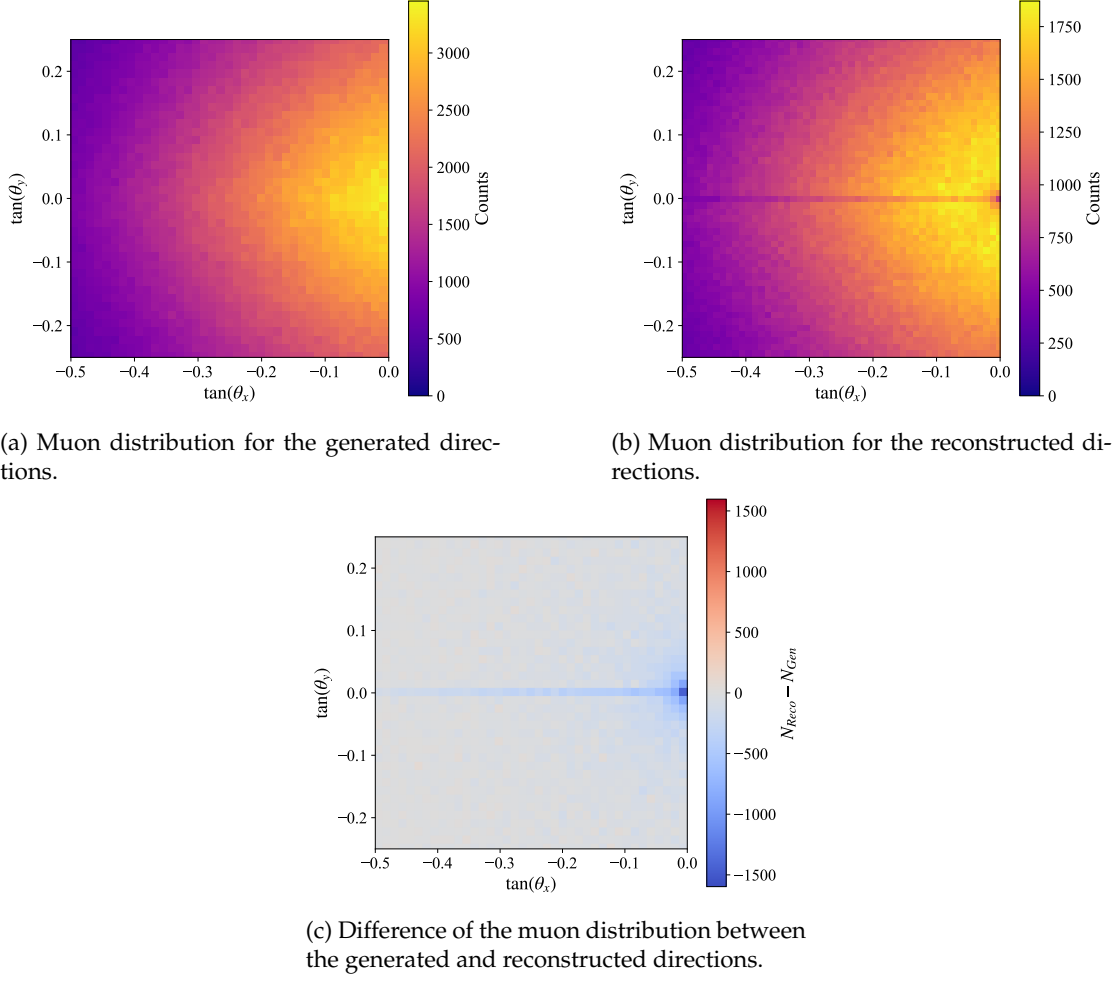 0.2
0.1
0.0
−0.1
−0.2
tan(θy)
−0.5 −0.4 −0.3 −0.2 −0.1 0.0
tan(θx)
3000
2500
2000
1500
1000
500
0
Counts
(a) Muon distribution for the generated direc-
tions.
0.2
0.1
0.0
−0.1
−0.2
tan(θy)
−0.5 −0.4 −0.3 −0.2 −0.1 0.0
tan(θx)
1750
1500
1250
1000
750
500
250
0
Counts
(b) Muon distribution for the reconstructed di-
rections.
0.2
0.1
0.0
−0.1
−0.2
tan(θy)
−0.5 −0.4 −0.3 −0.2 −0.1 0.0
tan(θx)
1500
1000
500
0
−500
−1000
−1500
NReco − NGen
(c) Difference of the muon distribution between
the generated and reconstructed directions.